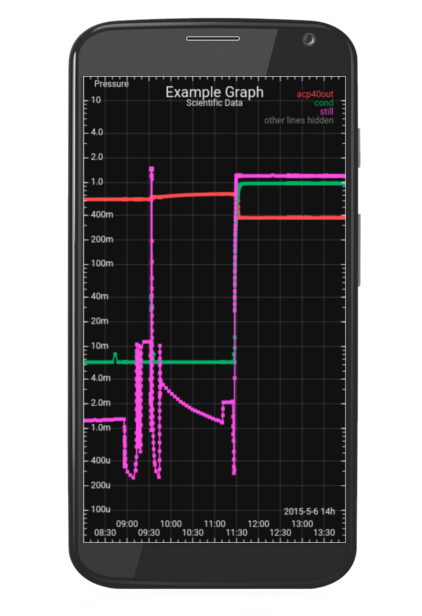 Pressure
Example Graph
Scientific Data
acp40out
cond
still
other lines hidden
10
4.0
2.0
1.0
400m
200m
100m
40m
20m
10m
4.0m
2.0m
1.0m
400u
200u
100u
2015-5-6 14h
09:00 10:00 11:00 12:00 13:00
08:30 09:30 10:30 11:30 12:30 13:30